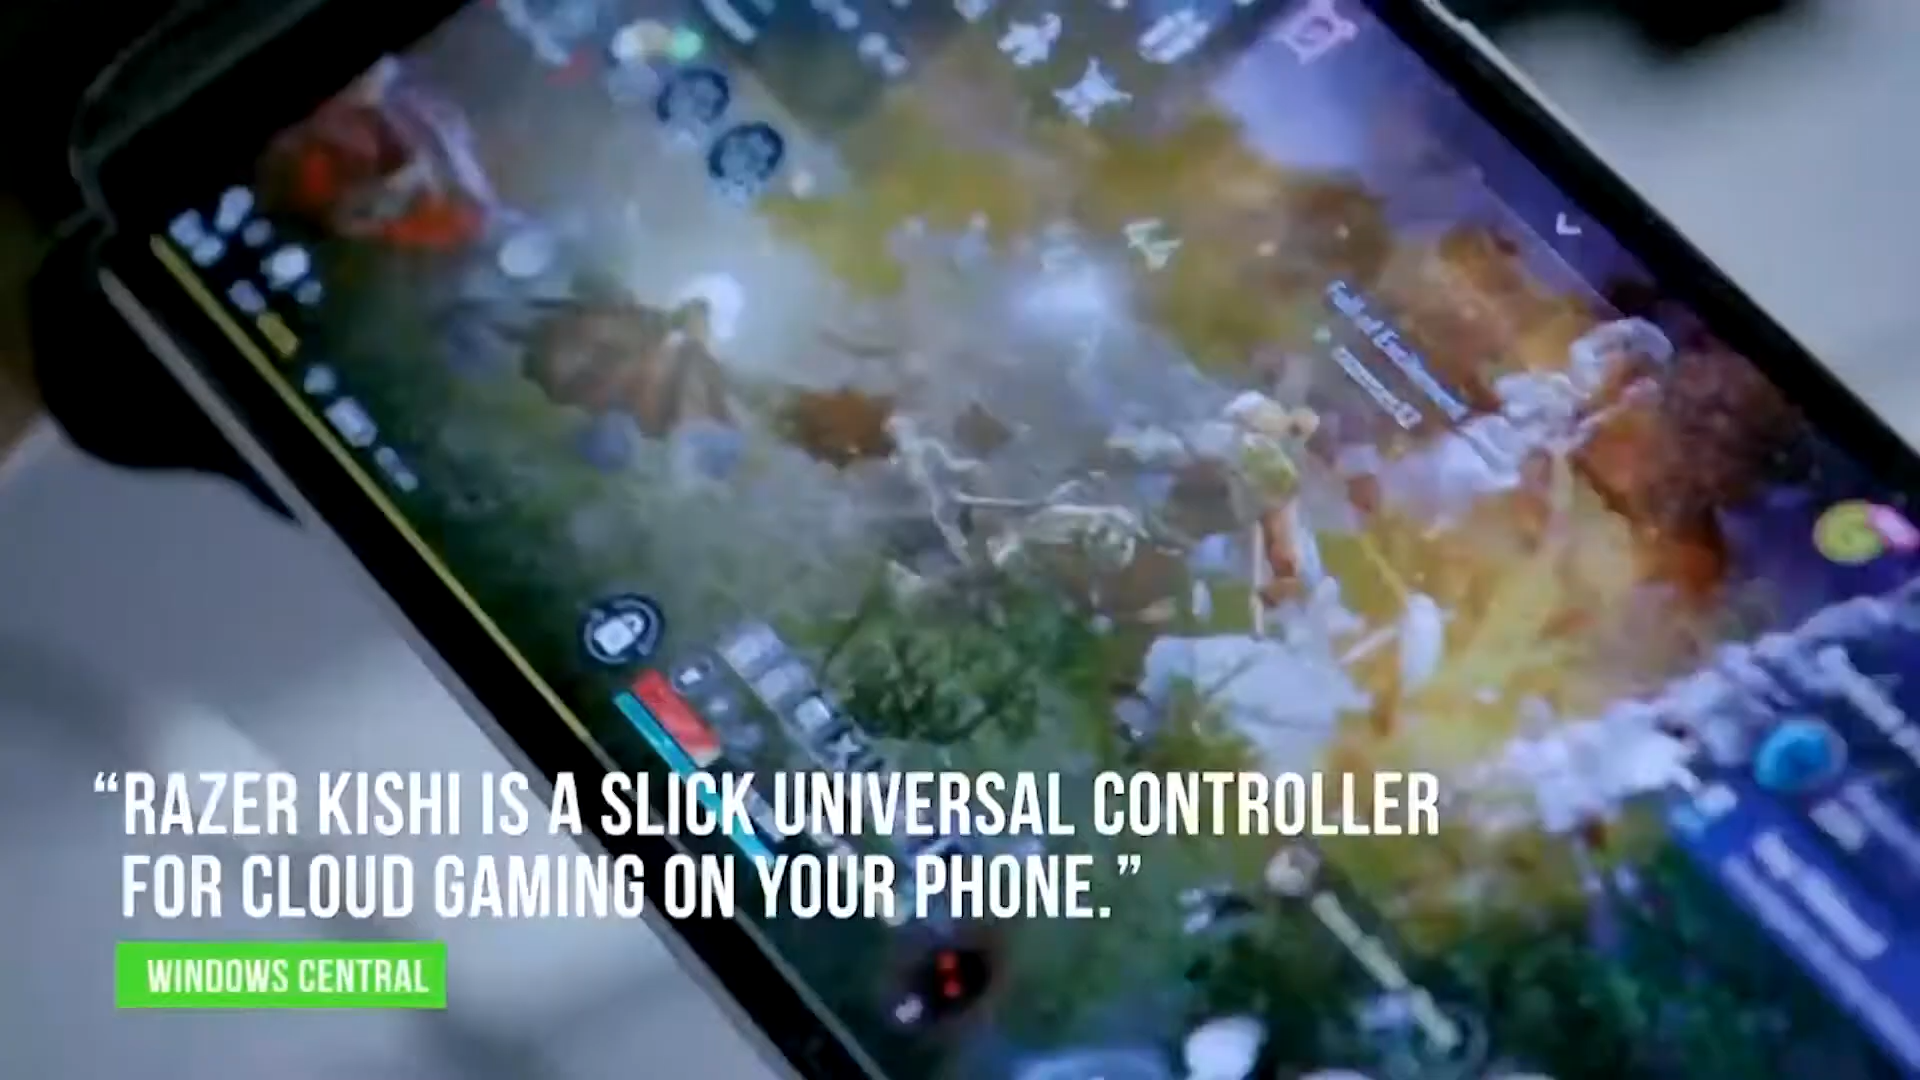 “RAZER KISHI IS A SLICK UNIVERSAL CONTROLLER
FOR CLOUD GAMING ON YOUR PHONE.”
WINDOWS CENTRAL